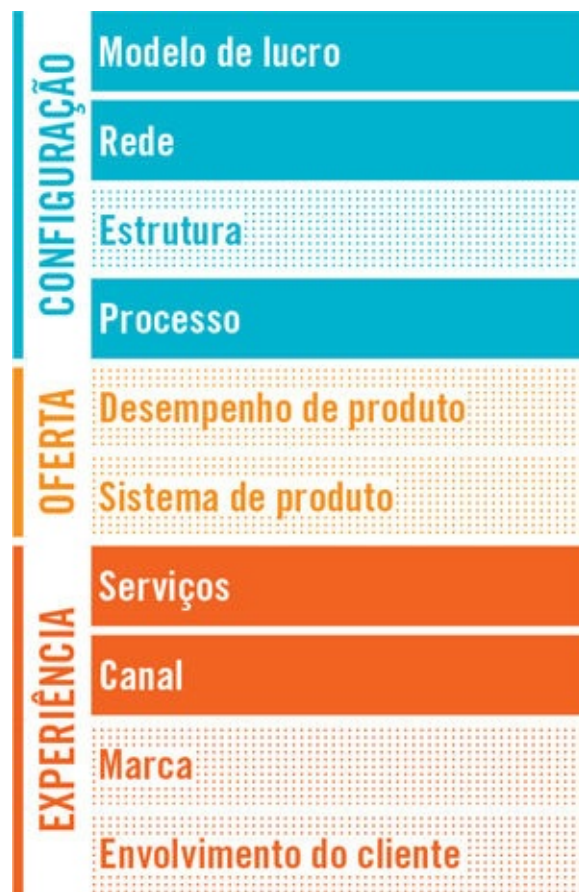 CONFIGURAÇÃO
Modelo de lucro
Rede
Estrutura
Processo
OFERTA
Desempenho de produto
Sistema de produto
EXPERIÊNCIA
Serviços
Canal
Marca
Envolvimento do cliente